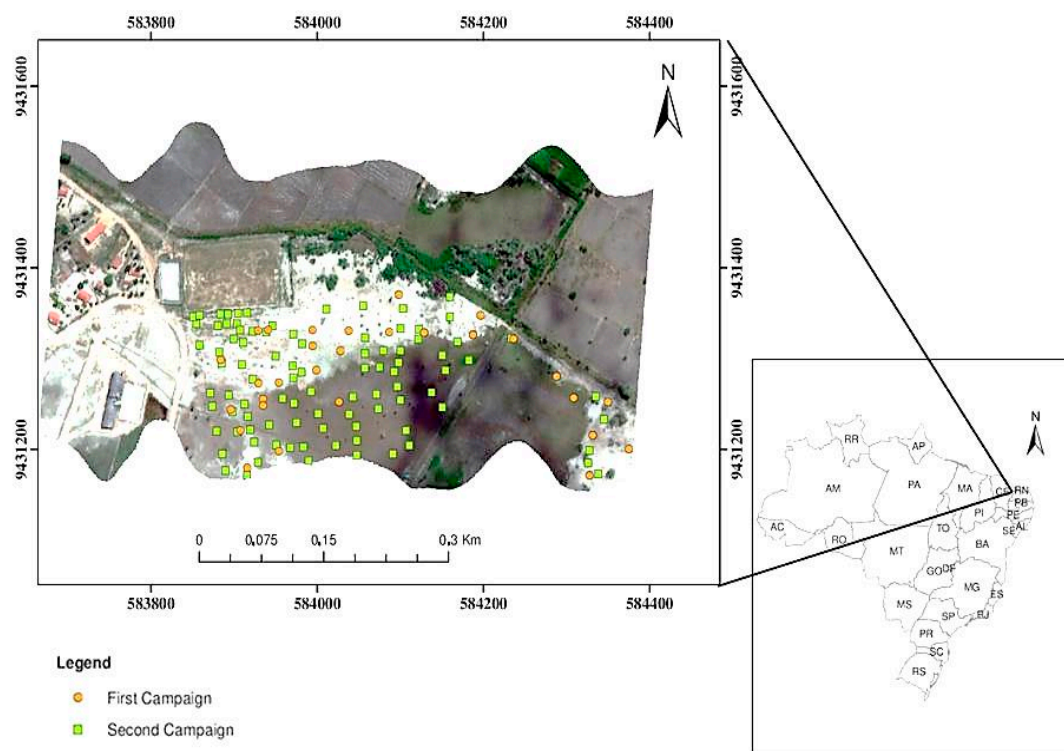 583800 584000 584200 584400
N
9431600 9431600
9431400 9431400
9431200 9431200
0 0,075 0,15 0,3 Km
583800 584000 584200 584400
Legend
First Campaign
Second Campaign
RR AP
AM PA MA CE RN
PB
PI PE
AC TO SE AL
RO MT BA
GO DF
MG ES
MS SP RJ
PR
SC
RS